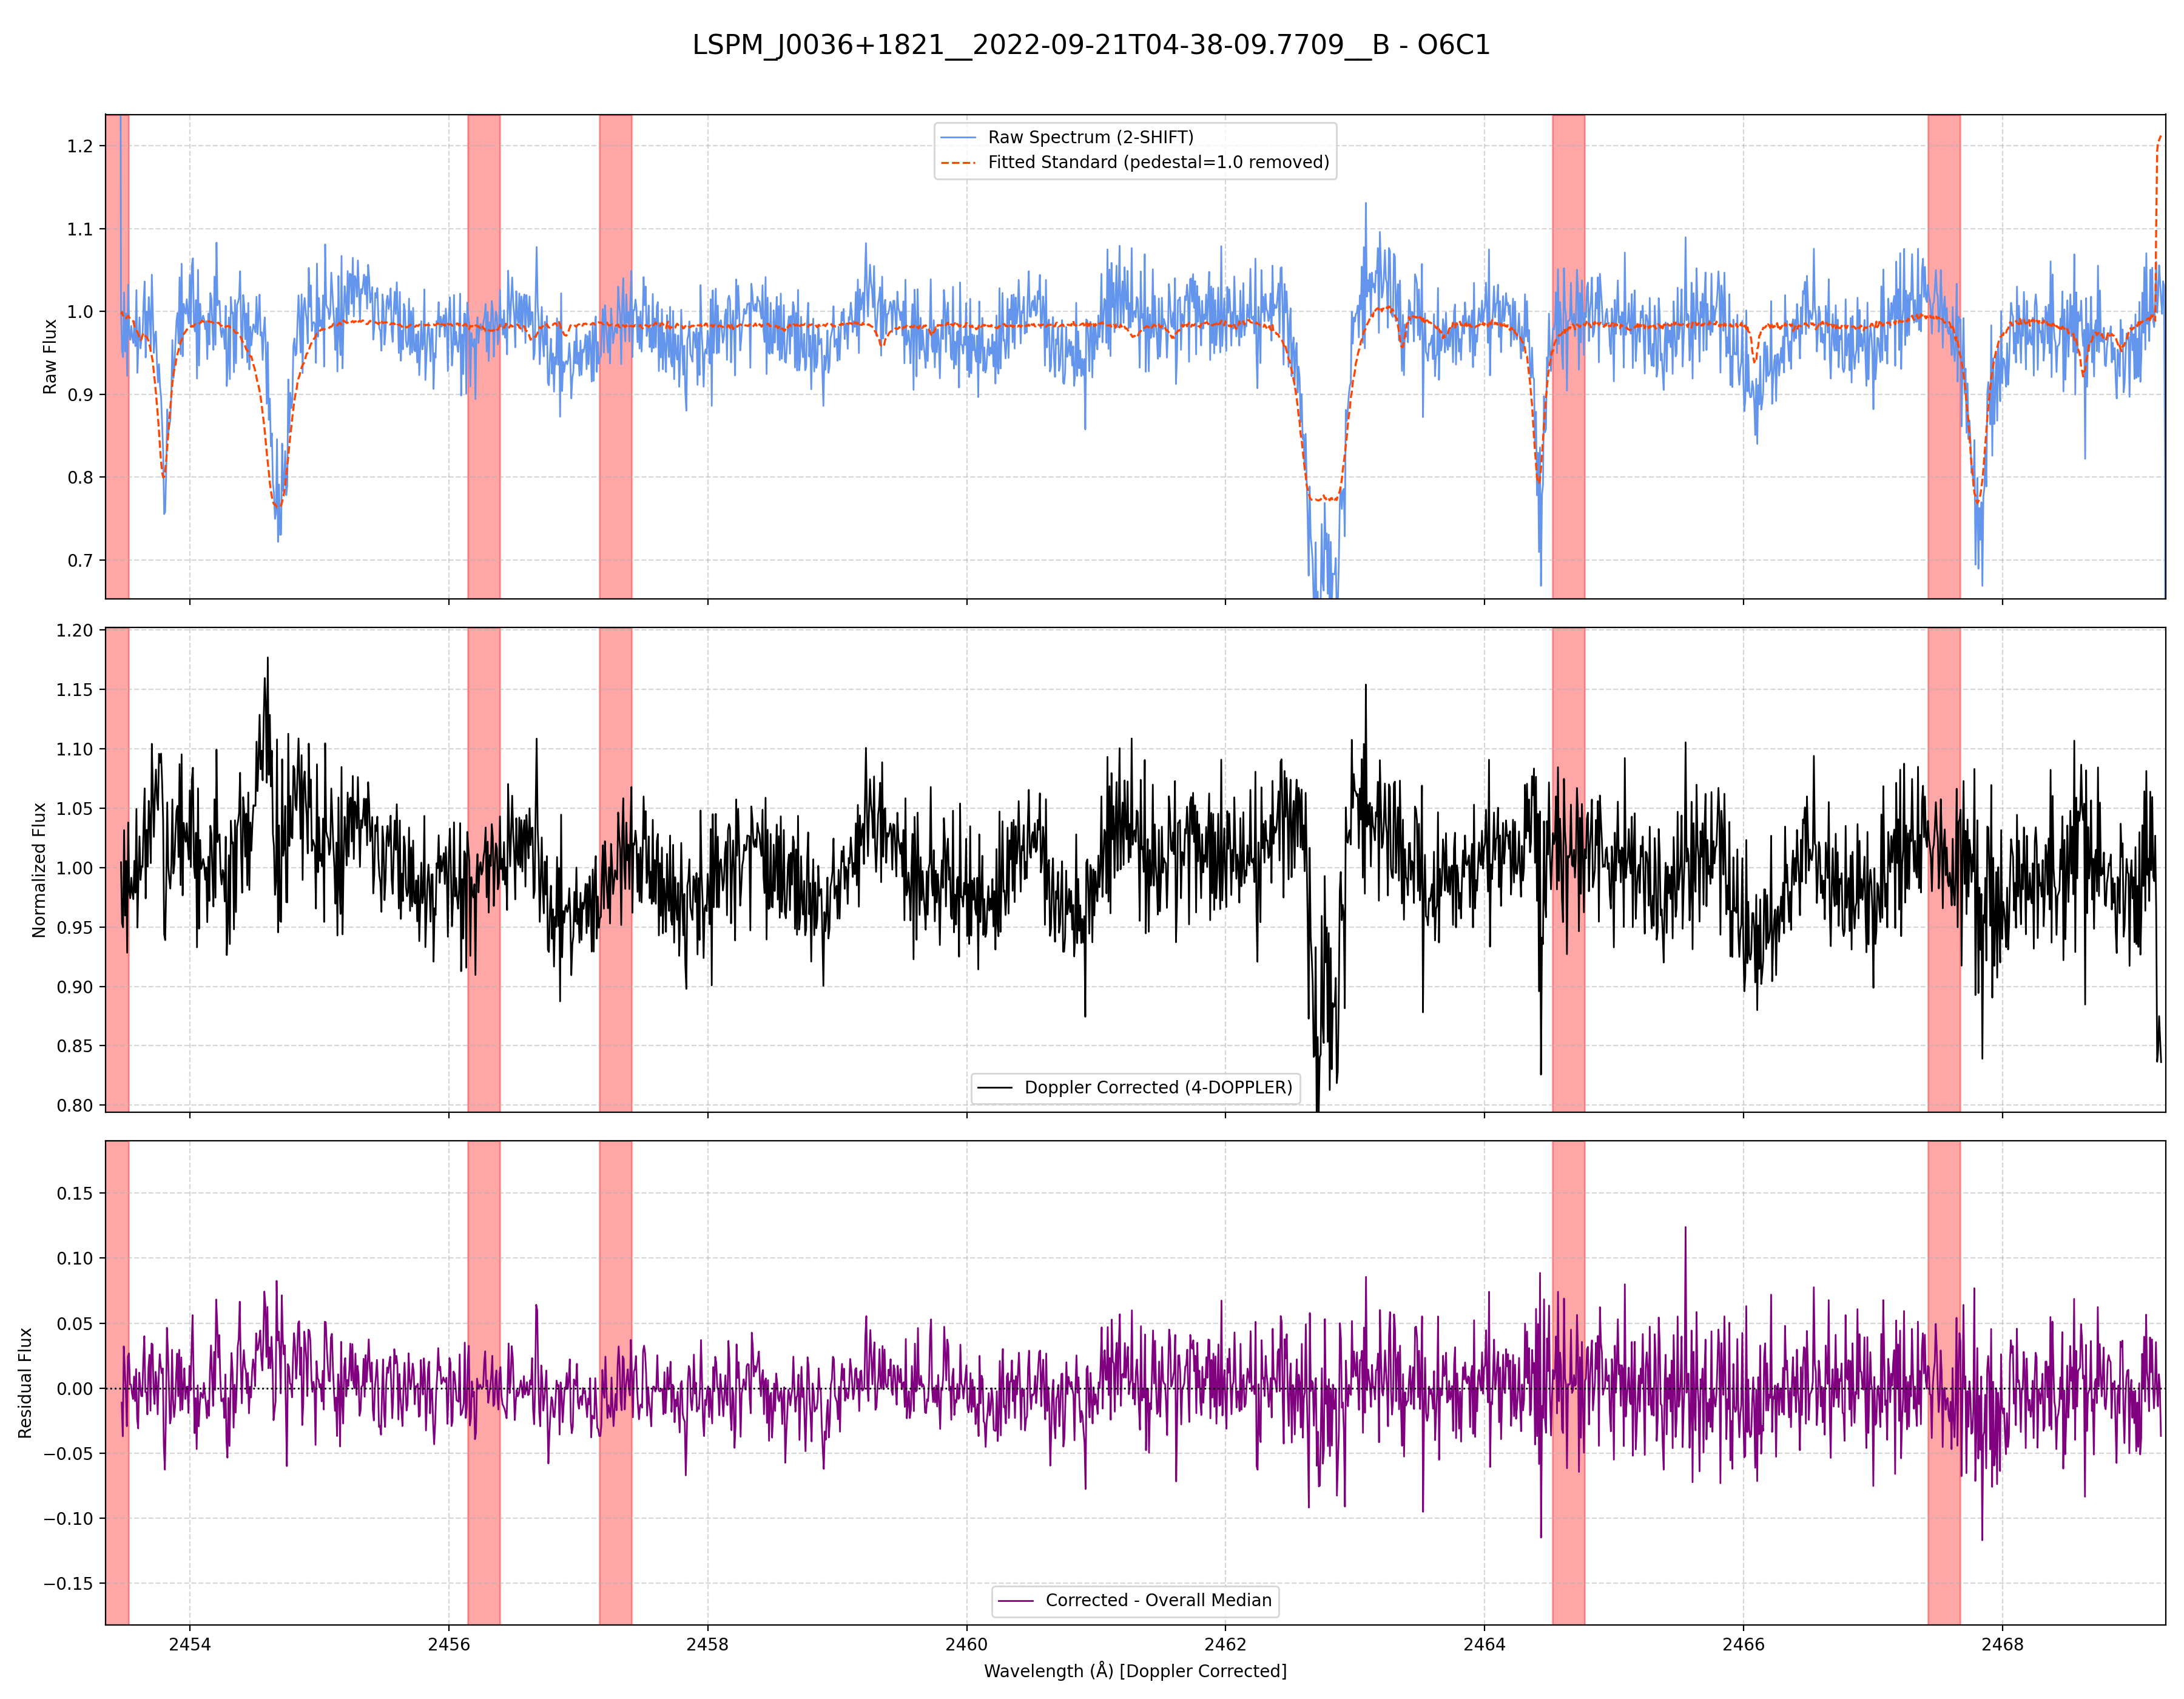 LSPM_J0036+1821__2022-09-21T04-38-09.7709__B - O6C1
Raw Spectrum (2-SHIFT)
Fitted Standard (pedestal=1.0 removed)
1.2
1.1
1.0
0.9
0.8
0.7
Raw Flux
1.20
1.15
1.10
1.05
1.00
0.95
0.90
0.85
0.80
Normalized Flux
Doppler Corrected (4-DOPPLER)
0.15
0.10
0.05
0.00
−0.05
−0.10
−0.15
Residual Flux
Corrected - Overall Median
2454 2456 2458 2460 2462 2464 2466 2468
Wavelength (Å) [Doppler Corrected]